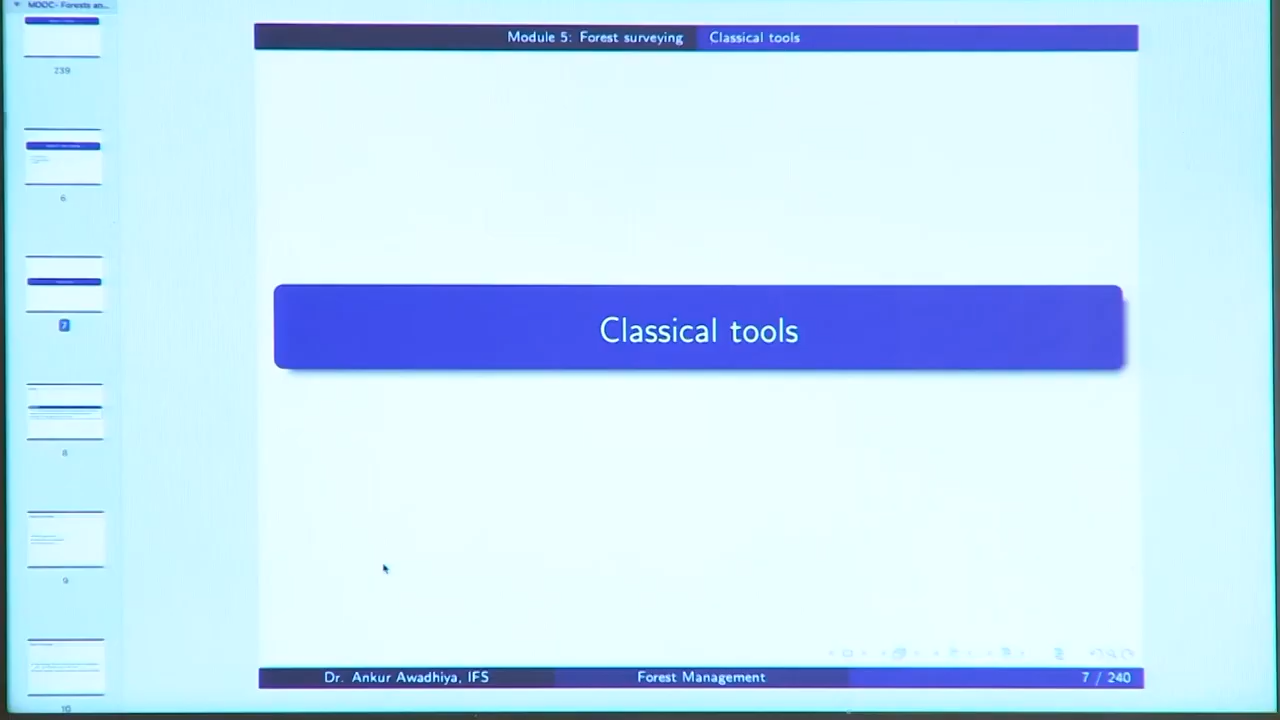 MOOC- Forests an...
239
6
7
8
9
10
Module 5: Forest surveying Classical tools
Classical tools
Dr. Ankur Awadhiya, IFS Forest Management 7 / 240